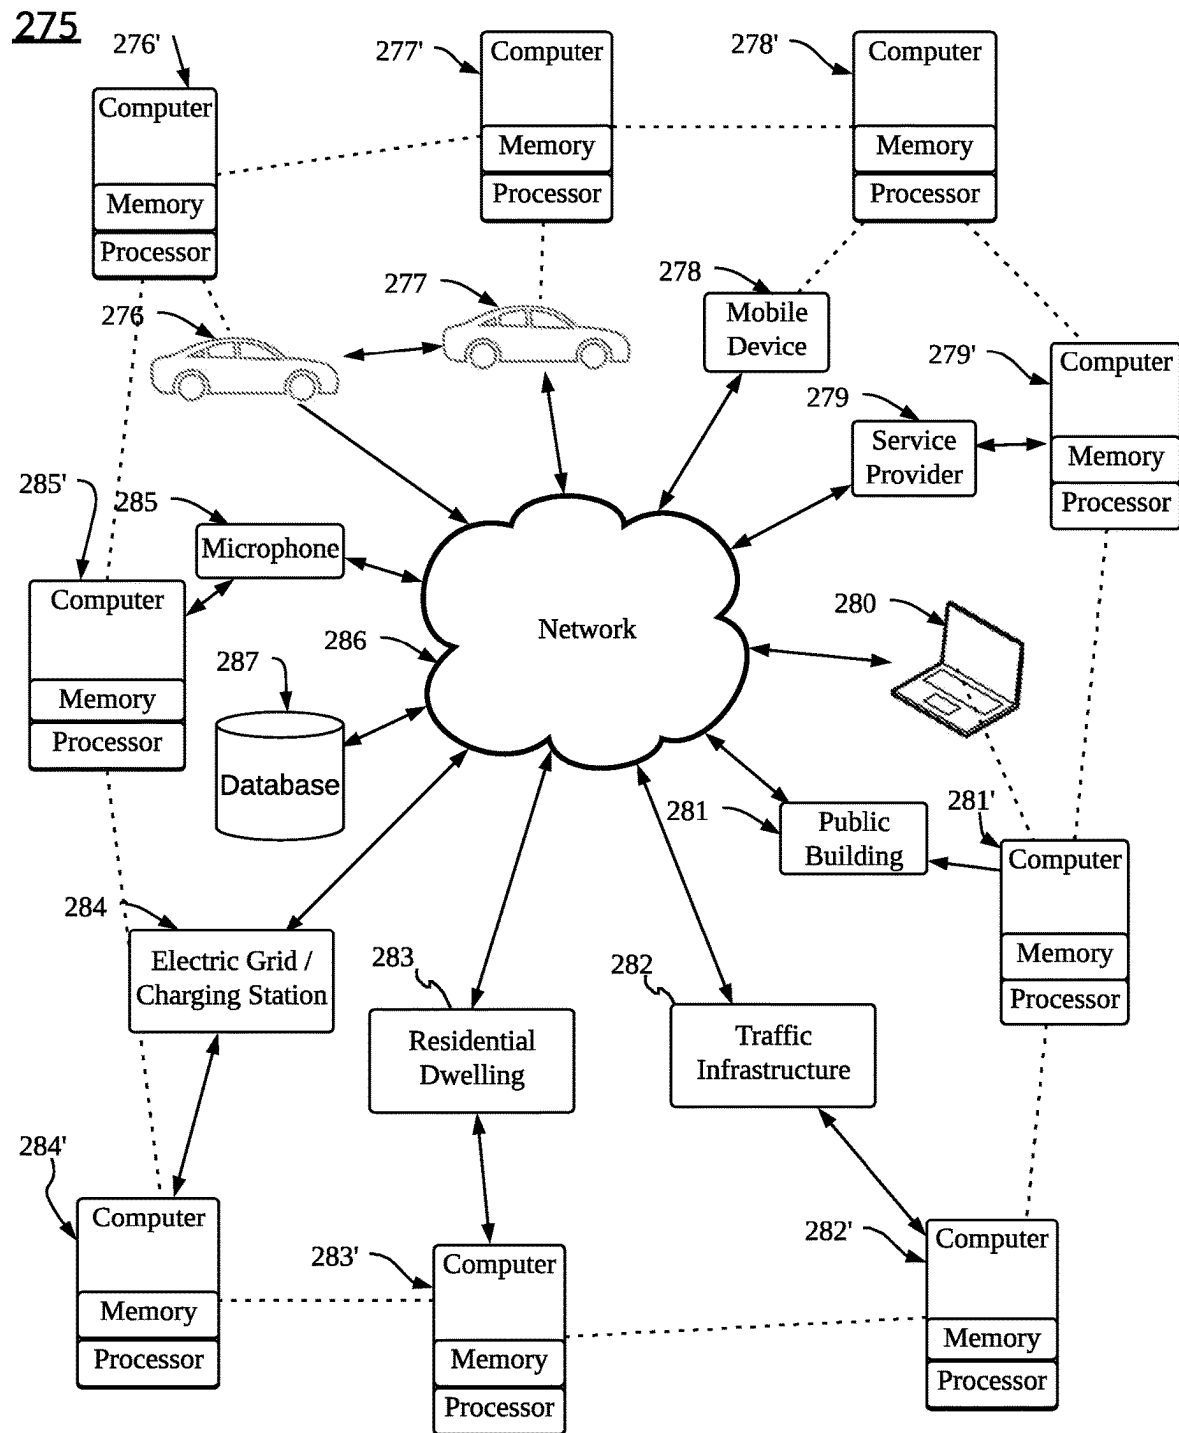 275
276'
277'
278'
Computer
Memory
Processor
Computer
Memory
Processor
Computer
Memory
Processor
276
277
278
Mobile
Device
279
279'
Service
Provider
Computer
Memory
Processor
285'
285
Microphone
Computer
Memory
Processor
Network
280
286
287
Database
281
Public
Building
281'
Computer
Memory
Processor
284
Electric Grid /
Charging Station
283
Residential
Dwelling
282
Traffic
Infrastructure
284'
Computer
Memory
Processor
283'
Computer
Memory
Processor
282'
Computer
Memory
Processor